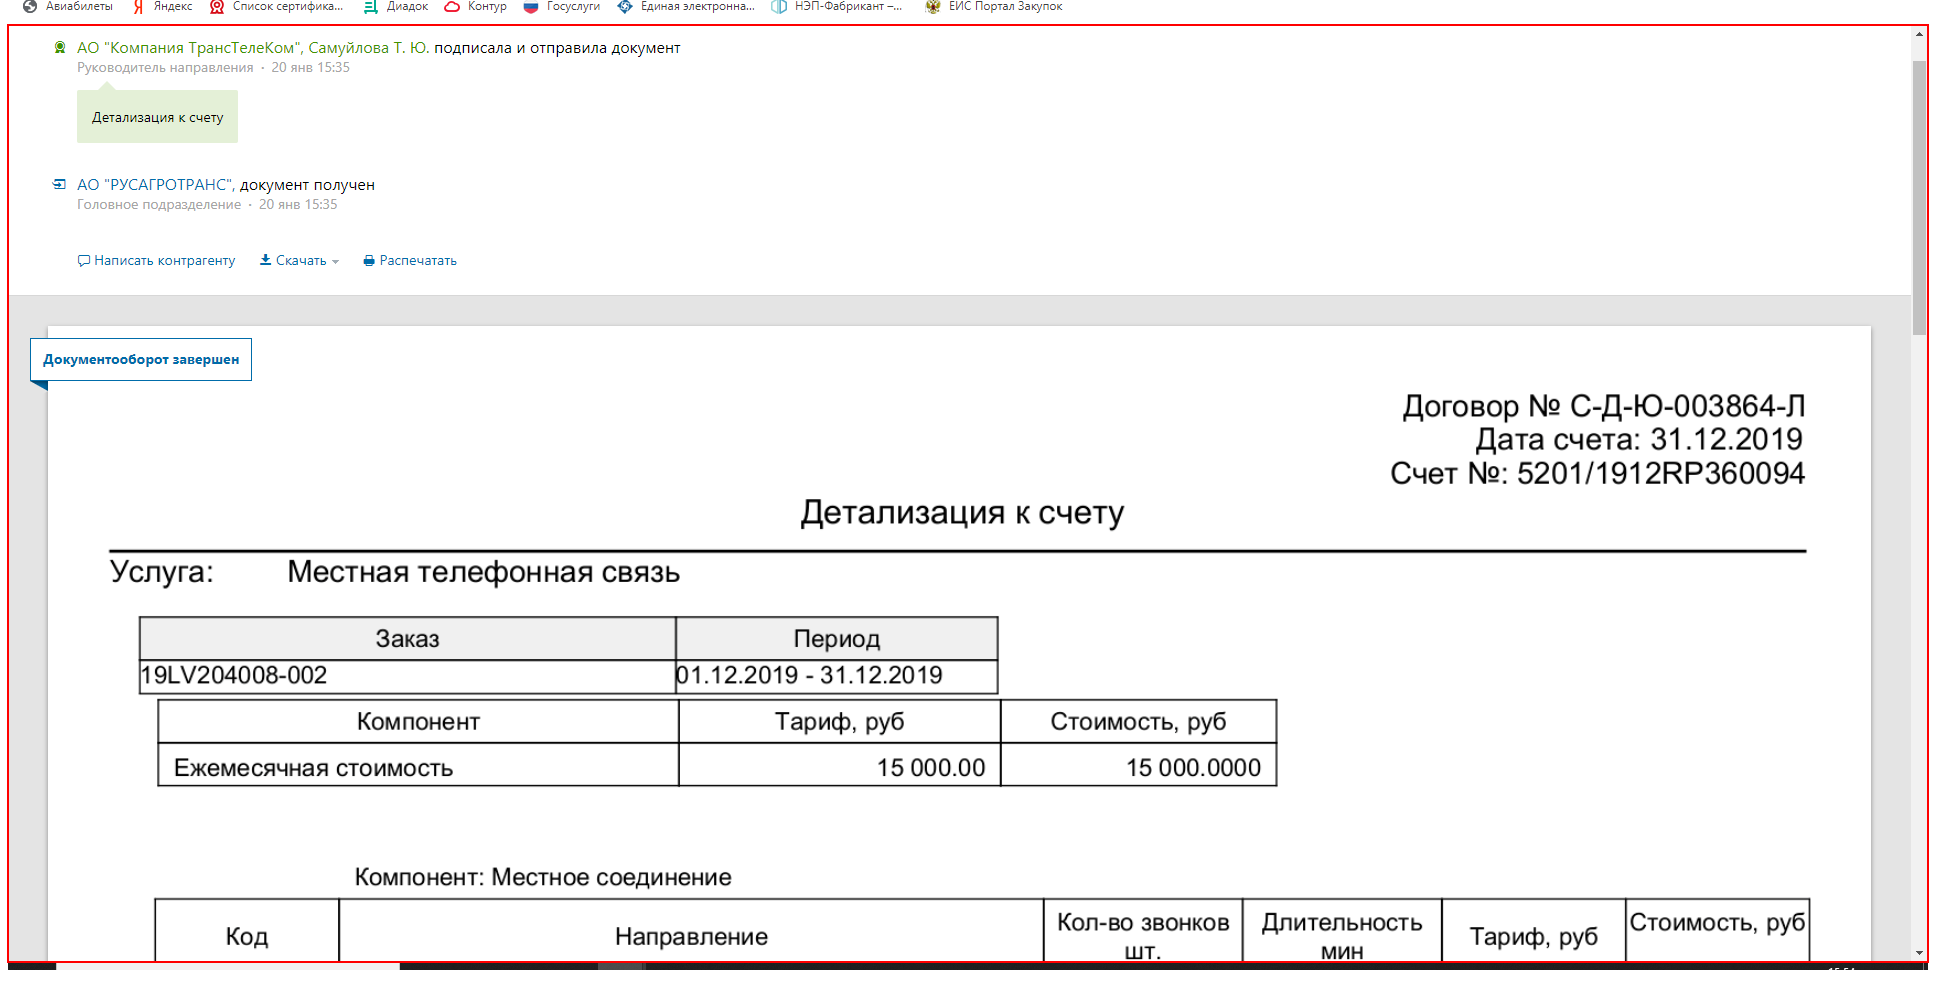 Авиабилеты Яндекс Список сертифика... Диадок Контур Госуслуги Единая электронна... НЭП-Фабрикант –... ЕИС Портал Закупок
АО "Компания ТрансТелеКом", Самуйлова Т. Ю. подписала и отправила документ
Руководитель направления · 20 янв 15:35
Детализация к счету
АО "РУСАГРОТРАНС", документ получен
Головное подразделение · 20 янв 15:35
Написать контрагенту Скачать Распечатать
Документооборот завершен
Договор № С-Д-Ю-003864-Л
Дата счета: 31.12.2019
Счет №: 5201/1912RP360094
Детализация к счету
Услуга: Местная телефонная связь
Заказ Период
19LV204008-002 01.12.2019 - 31.12.2019
Компонент Тариф, руб Стоимость, руб
Ежемесячная стоимость 15 000.00 15 000.0000
Компонент: Местное соединение
Код Направление Кол-во звонков шт. Длительность мин Тариф, руб Стоимость, руб